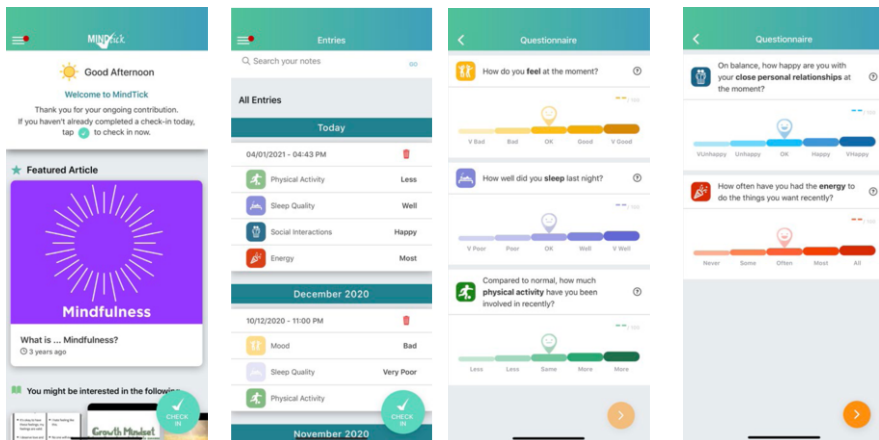 MINDtick
Good Afternoon
Welcome to MindTick
Thank you for your ongoing contribution.
If you haven't already completed a check-in today,
tap to check in now.
Featured Article
Mindfulness
What is ... Mindfulness?
3 years ago
You might be interested in the following
CHECK
IN
Growth Mindset
Entries
Search your notes
All Entries
Today
04/01/2021 - 04:43 PM
Physical Activity Less
Sleep Quality Well
Social Interactions Happy
Energy Most
December 2020
10/12/2020 - 11:00 PM
Mood Bad
Sleep Quality Very Poor
Physical Activity
CHECK
IN
November 2020
Questionnaire
How do you feel at the moment?
-- / 100
V Bad Bad OK Good V Good
How well did you sleep last night?
-- / 100
V Poor Poor OK Well V Well
Compared to normal, how much
physical activity have you been
involved in recently?
-- / 100
Less Less Same More More
Questionnaire
On balance, how happy are you with
your close personal relationships at
the moment?
-- / 100
VUnhappy Unhappy OK Happy VHappy
How often have you had the energy to
do the things you want recently?
-- / 100
Never Some Often Most All